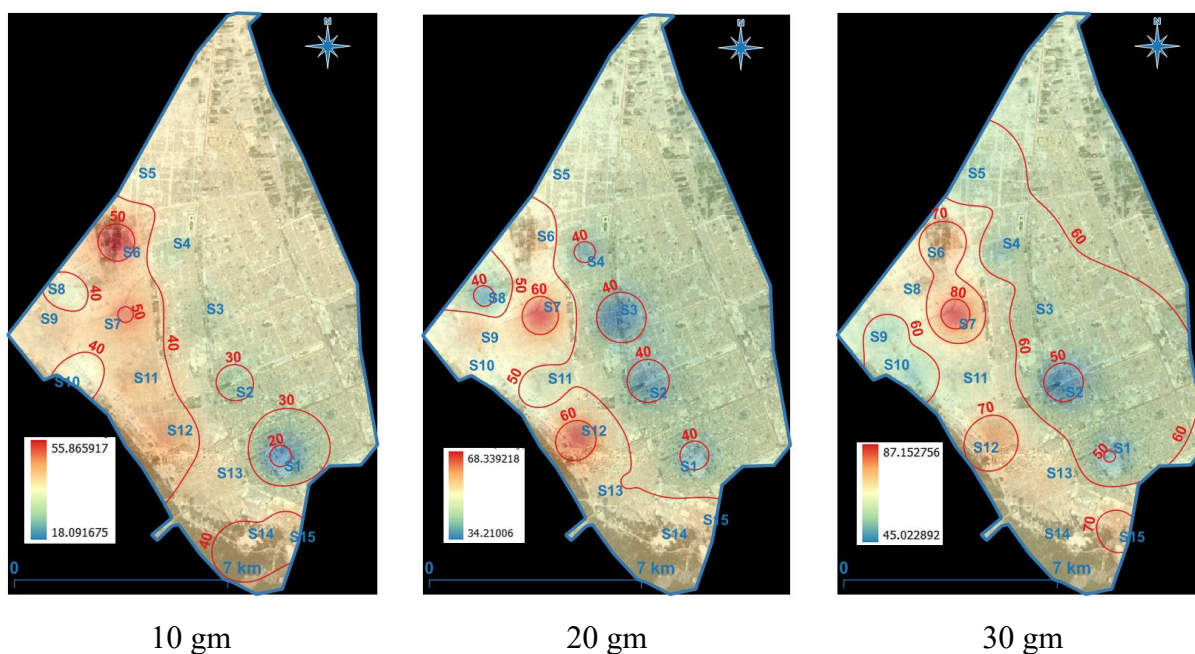 N
S5
50
S6
S4
S8
40
S9
50
S7
S3
40
40
S10
S11
30
S2
30
S12
20
S1
S13
55.865917
18.091675
40
S14
S15
0
7 km
10 gm
N
S5
S6
40
S4
50
40
S8
60
S7
40
S3
S9
S10
50
S11
40
S2
60
S12
40
S1
S13
68.339218
34.21006
S15
S14
0
7 km
20 gm
N
S5
60
70
S6
S4
S8
80
S7
S3
S9
60
60
S10
S11
50
S2
70
S12
S1
50
60
S13
87.152756
45.022892
S14
70
S15
0
7 km
30 gm